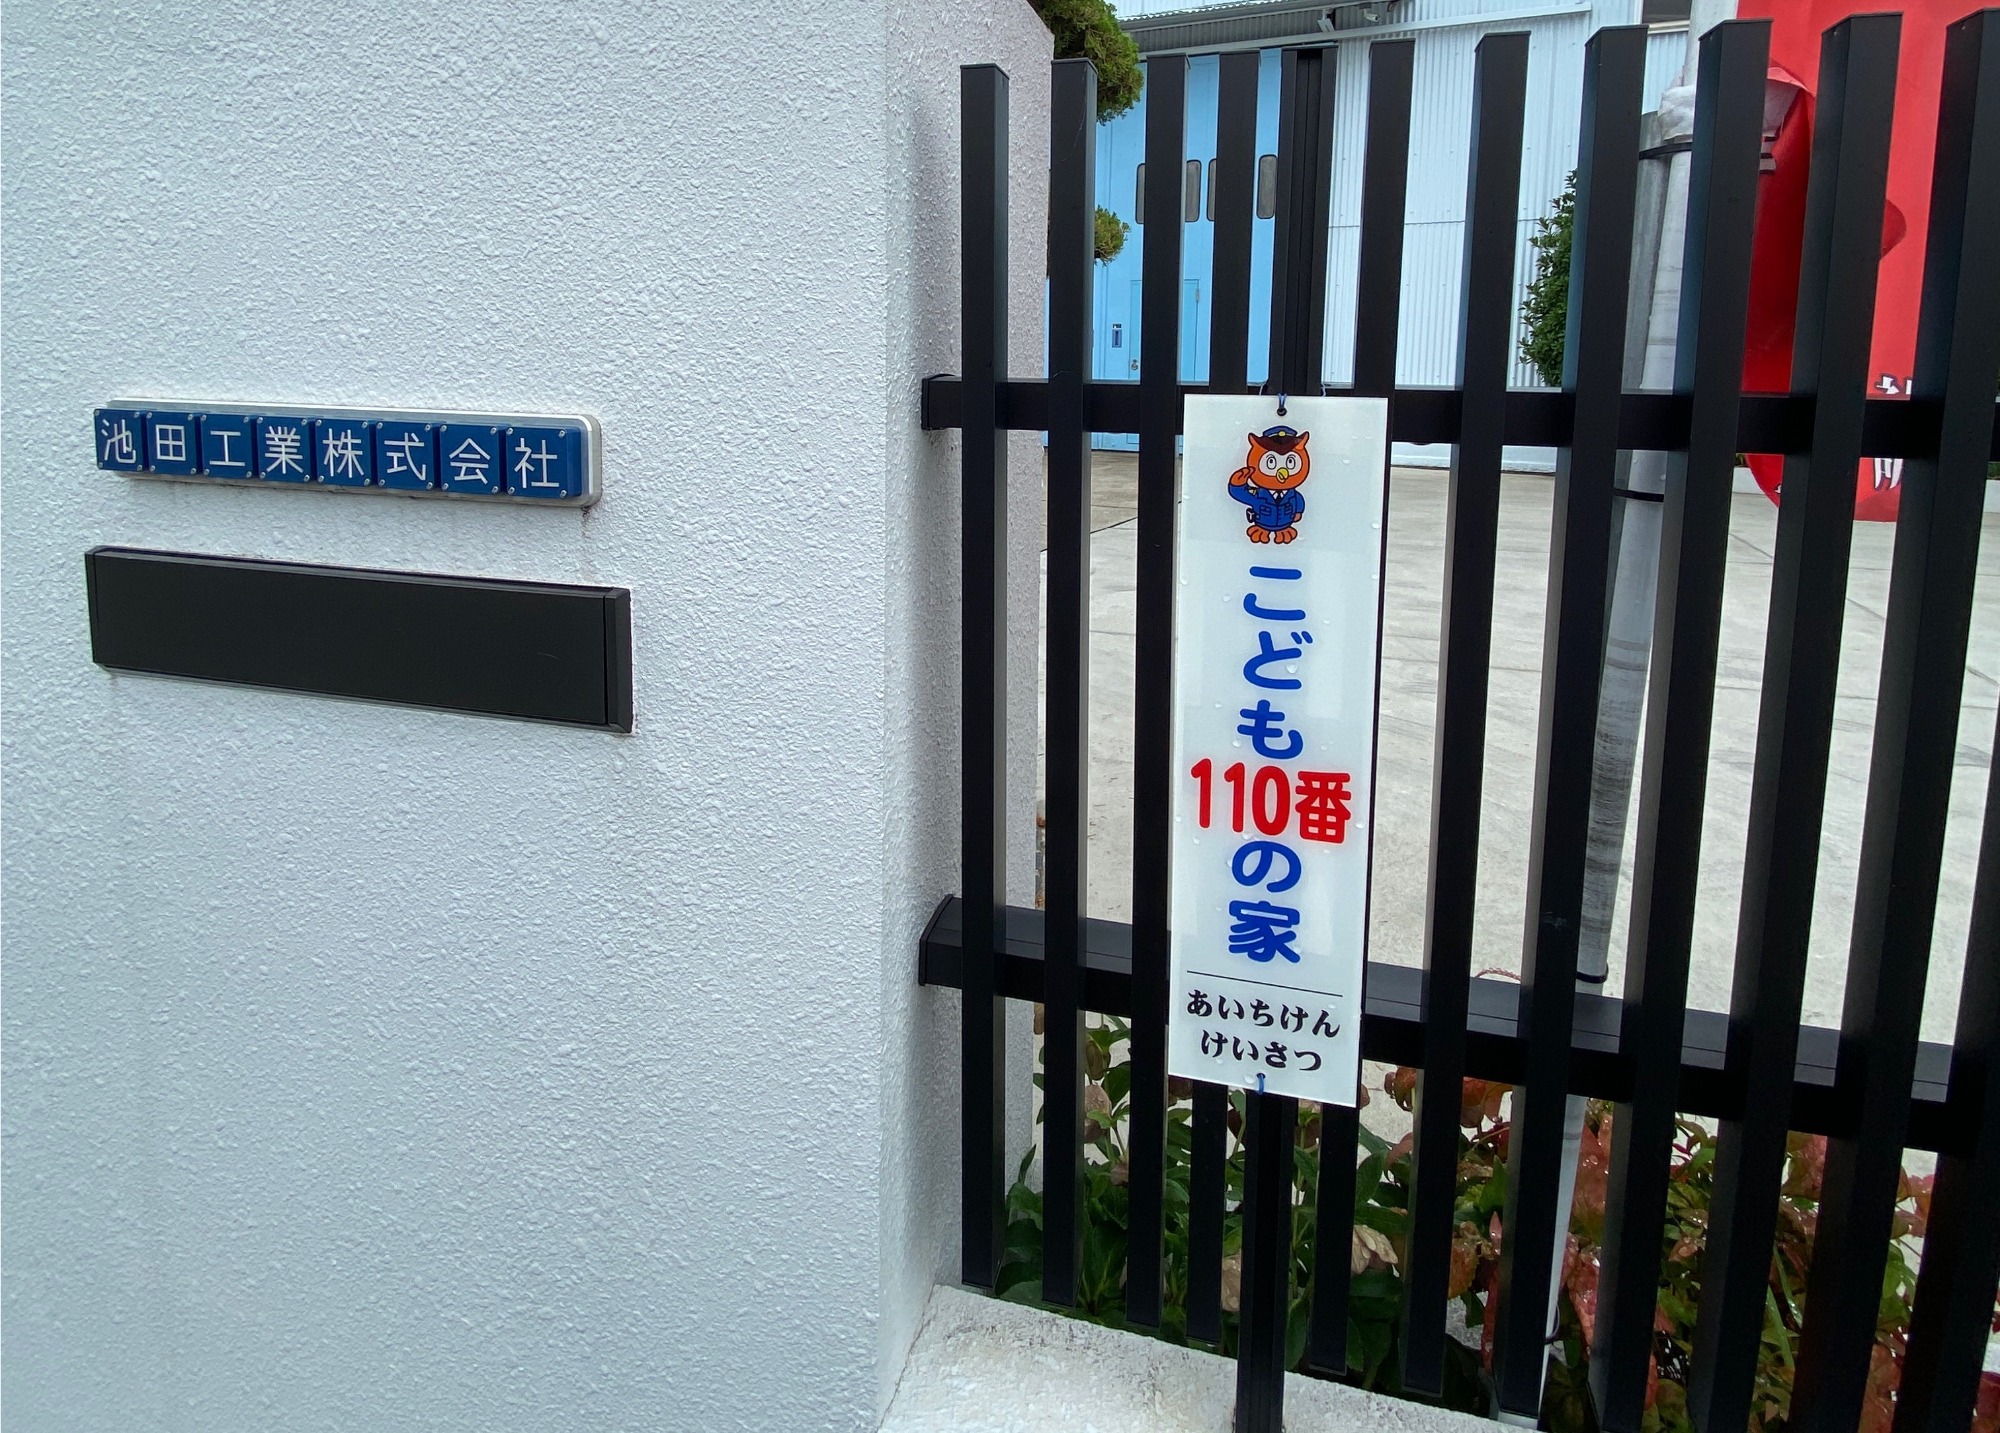 池田工業株式会社
こども
110番
の家
あいちけん
けいさつ